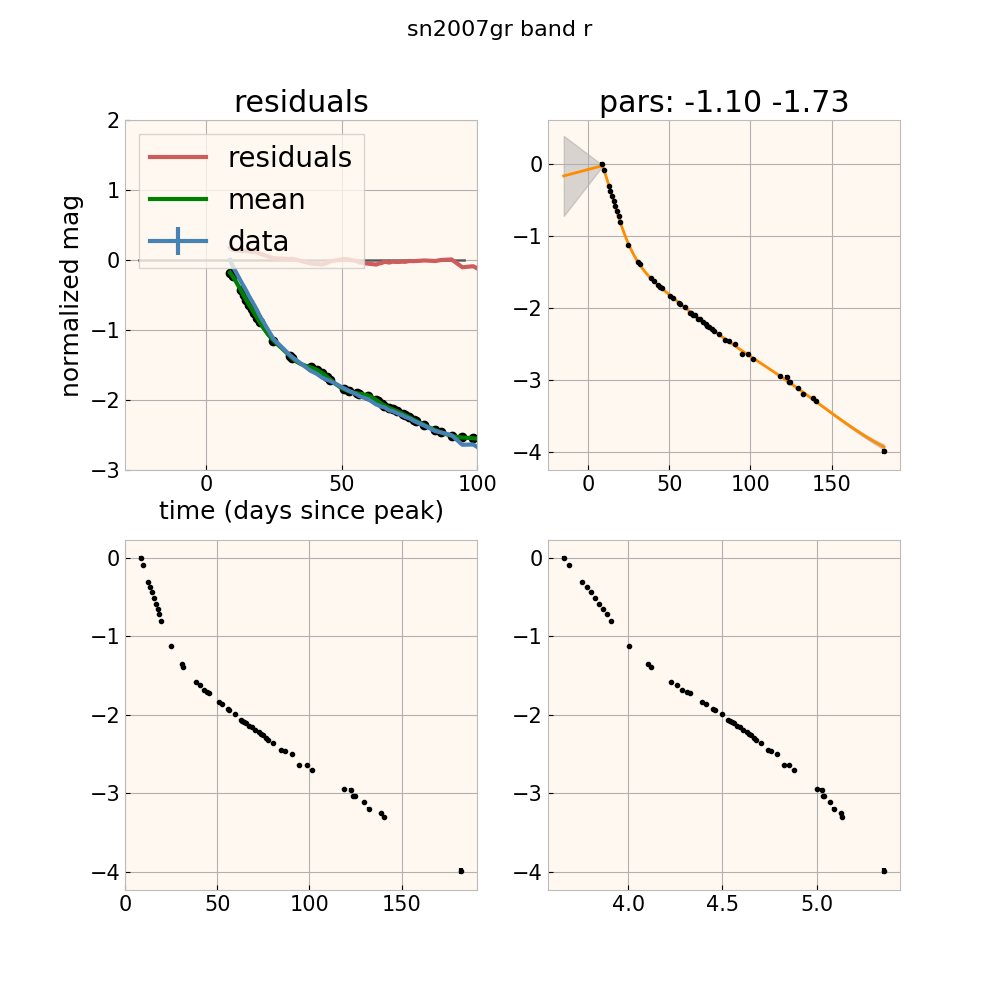 sn2007gr band r
residuals
pars: -1.10 -1.73
residuals
mean
data
normalized mag
2
1
0
−1
−2
−3
0 50 100
time (days since peak)
0
−1
−2
−3
−4
0 50 100 150
0
−1
−2
−3
−4
0 50 100 150
0
−1
−2
−3
−4
4.0 4.5 5.0